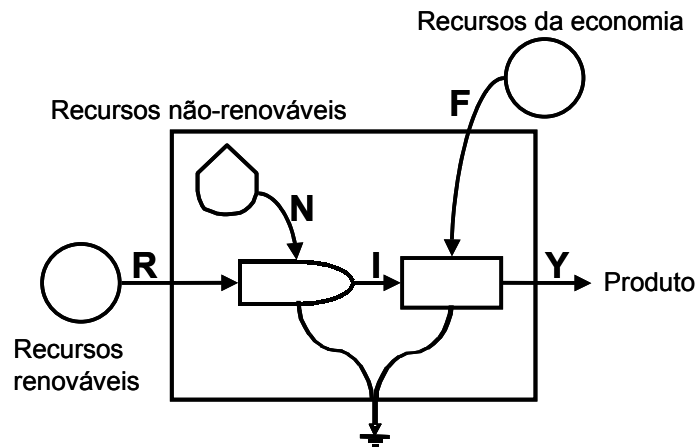 Recursos da economia
F
Recursos não-renováveis
N
R
I
Y
Produto
Recursos
renováveis